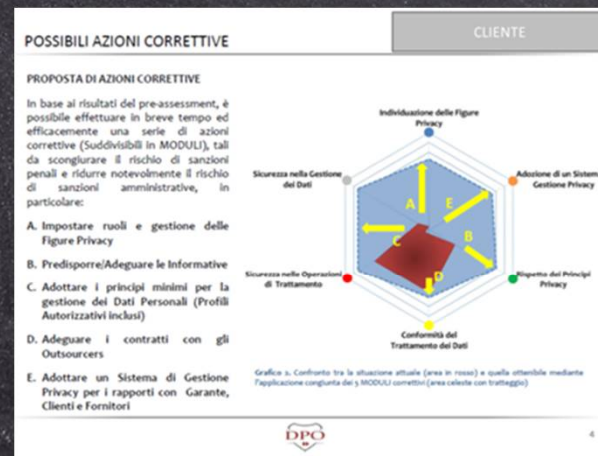 POSSIBILI AZIONI CORRETTIVE
CLIENTE
PROPOSTA DI AZIONI CORRETTIVE
In base ai risultati del pre-assessment, è
possibile effettuare in breve tempo ed
efficacemente una serie di azioni
correttive (Suddivisibili in MODULI), tali
da scongiurare il rischio di sanzioni
penali e ridurre notevolmente il rischio
di sanzioni amministrative, in
particolare:
A. Impostare ruoli e gestione delle
Figure Privacy
B. Predisporre/Adeguare le Informative
C. Adottare i principi minimi per la
gestione dei Dati Personali (Profili
Autorizzativi inclusi)
D. Adeguare i contratti con gli
Outsourcers
E. Adottare un Sistema di Gestione
Privacy per i rapporti con Garante,
Clienti e Fornitori
Individuazione delle Figure
Privacy
Sicurezza nella Gestione
dei Dati
Adozione di un Sistem
Gestione Privacy
A
E
C
B
D
Sicurezza nelle Operazioni
di Trattamento
Rispetto dei Principi
Privacy
Conformità del
Trattamento dei Dati
Grafico 2. Confronto tra la situazione attuale (area in rosso) e quella ottenibile mediante
l'applicazione congiunta dei 5 MODULI correttivi (area celeste con tratteggio)
DPO
4